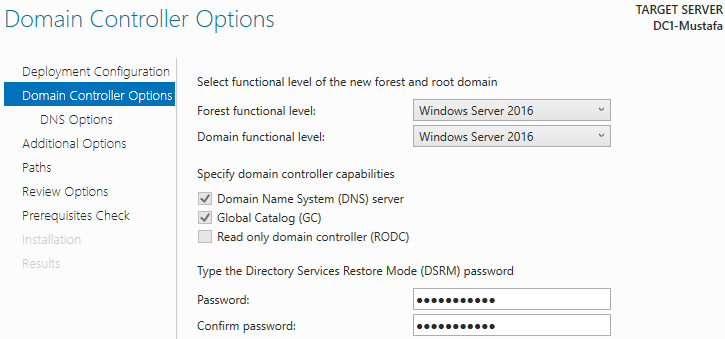 Domain Controller Options
TARGET SERVER
DC1-Mustafa
Deployment Configuration
Domain Controller Options
DNS Options
Additional Options
Paths
Review Options
Prerequisites Check
Installation
Results
Select functional level of the new forest and root domain
Forest functional level: Windows Server 2016
Domain functional level: Windows Server 2016
Specify domain controller capabilities
Domain Name System (DNS) server
Global Catalog (GC)
Read only domain controller (RODC)
Type the Directory Services Restore Mode (DSRM) password
Password: •••••••••••
Confirm password: •••••••••••